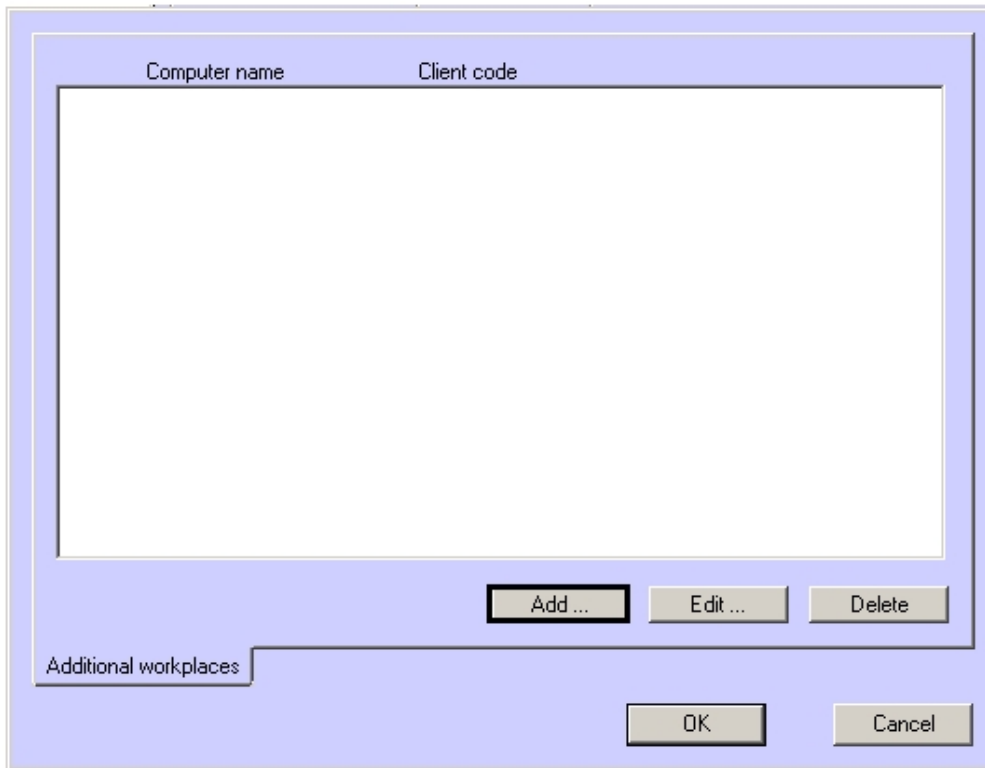 Computer name Client code
Add ... Edit ... Delete
Additional workplaces
OK Cancel